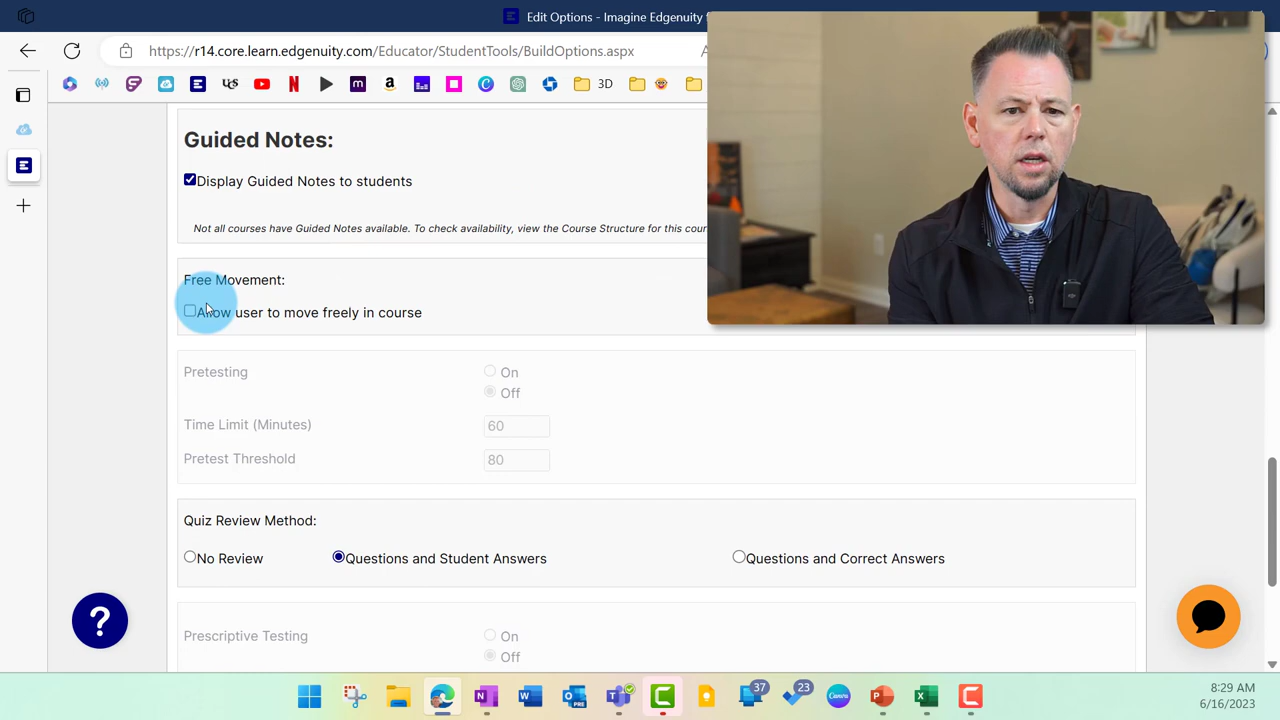 Edit Options - Imagine Edgenuity
https://r14.core.learn.edgenuity.com/Educator/StudentTools/BuildOptions.aspx
UGS
3D
Guided Notes:
Display Guided Notes to students
Not all courses have Guided Notes available. To check availability, view the Course Structure for this
Free Movement:
Allow user to move freely in course
Pretesting
On
Off
Time Limit (Minutes)
60
Pretest Threshold
80
Quiz Review Method:
No Review
Questions and Student Answers
Questions and Correct Answers
Prescriptive Testing
On
Off
37
23
8:29 AM
6/16/2023